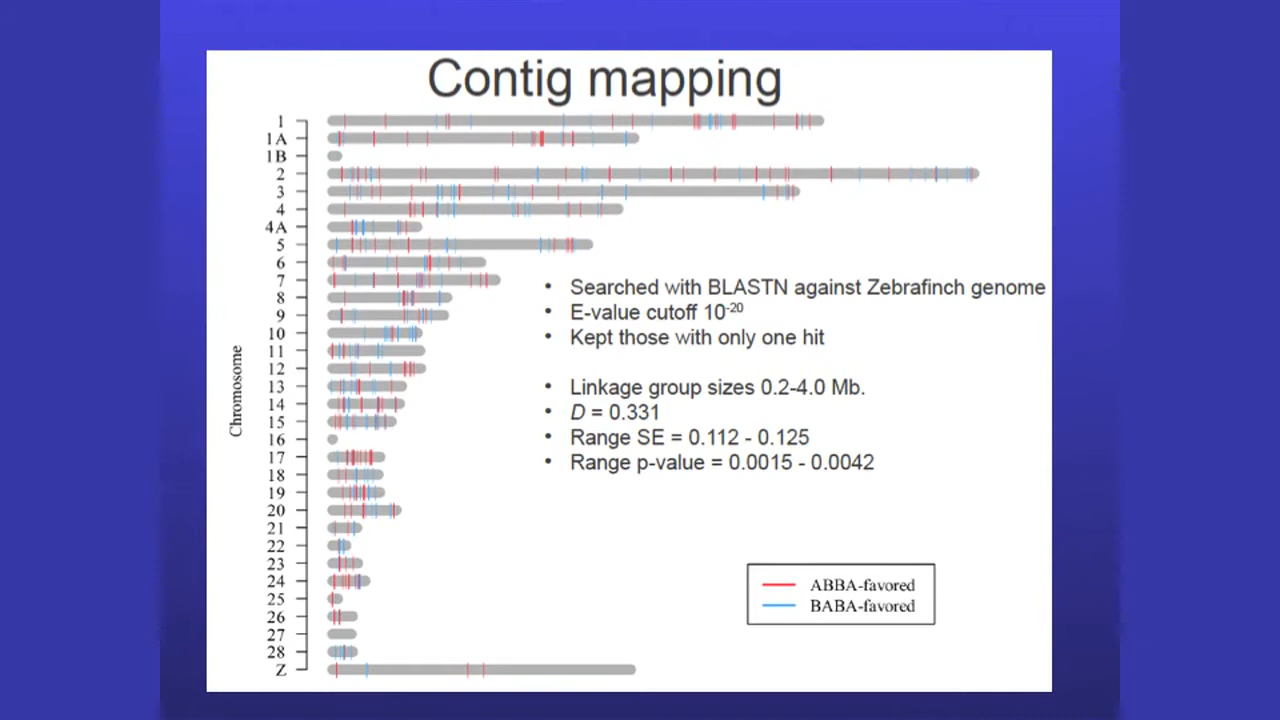 Contig mapping
1
1A
1B
2
3
4
4A
5
6
7
8
9
10
11
12
13
14
15
16
17
18
19
20
21
22
23
24
25
26
27
28
Z
Chromosome
• Searched with BLASTN against Zebrafinch genome
• E-value cutoff 10-20
• Kept those with only one hit
• Linkage group sizes 0.2-4.0 Mb.
• D = 0.331
• Range SE = 0.112 - 0.125
• Range p-value = 0.0015 - 0.0042
ABBA-favored
BABA-favored